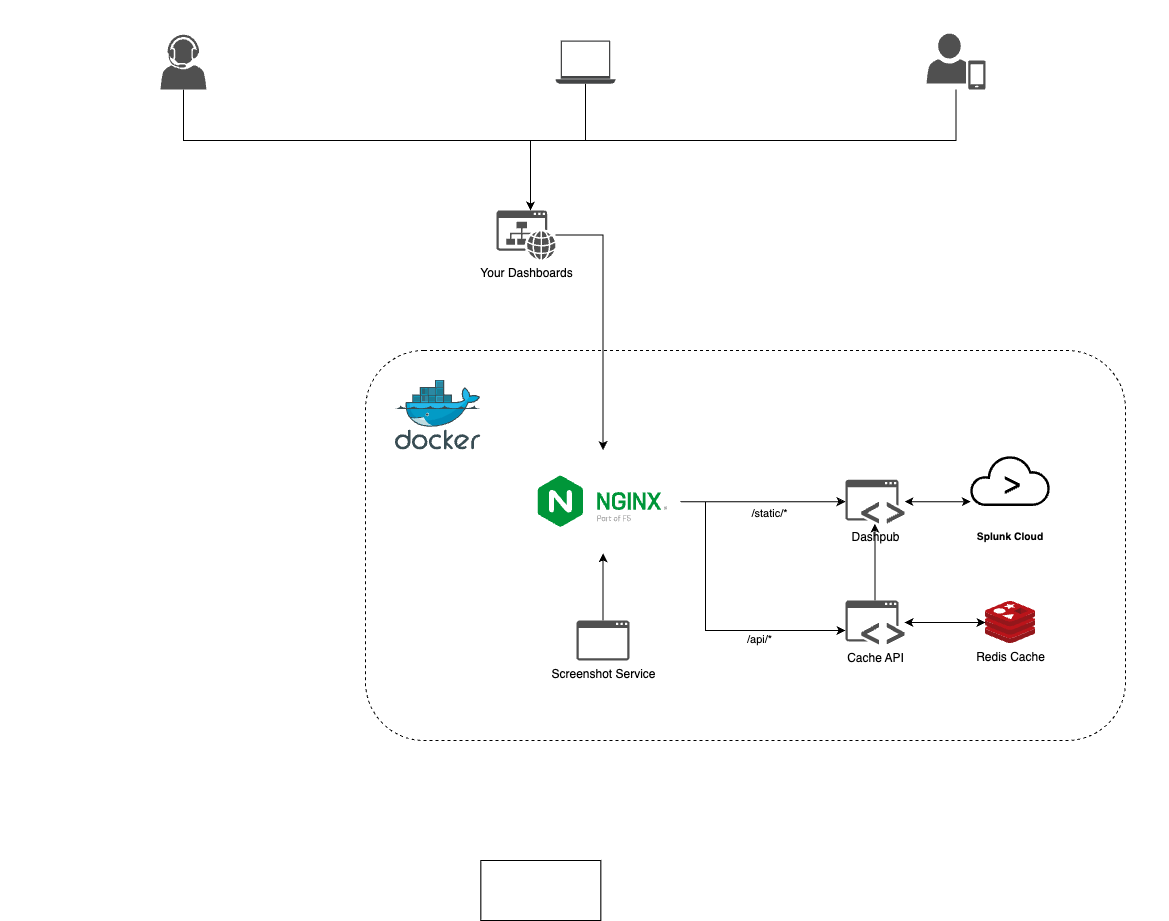 Your Dashboards
docker
NGINX
Part of F5
/static/*
Dashpub
Splunk Cloud
/api/*
Cache API
Redis Cache
Screenshot Service